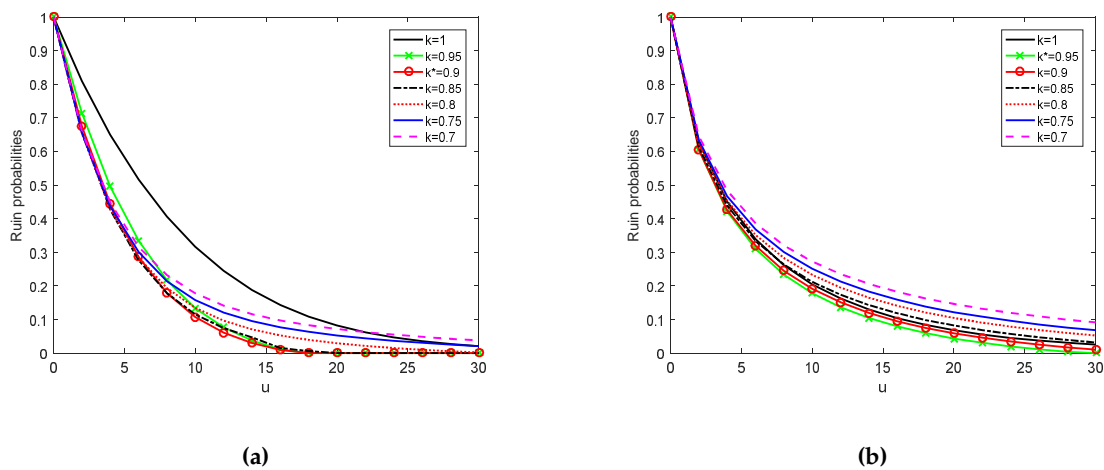 1
0.9
0.8
0.7
0.6
0.5
0.4
0.3
0.2
0.1
0
Ruin probabilities
0 5 10 15 20 25 30
u
k=1
k=0.95
k*=0.9
k=0.85
k=0.8
k=0.75
k=0.7
(a)
1
0.9
0.8
0.7
0.6
0.5
0.4
0.3
0.2
0.1
0
Ruin probabilities
0 5 10 15 20 25 30
u
k=1
k*=0.95
k=0.9
k=0.85
k=0.8
k=0.75
k=0.7
(b)